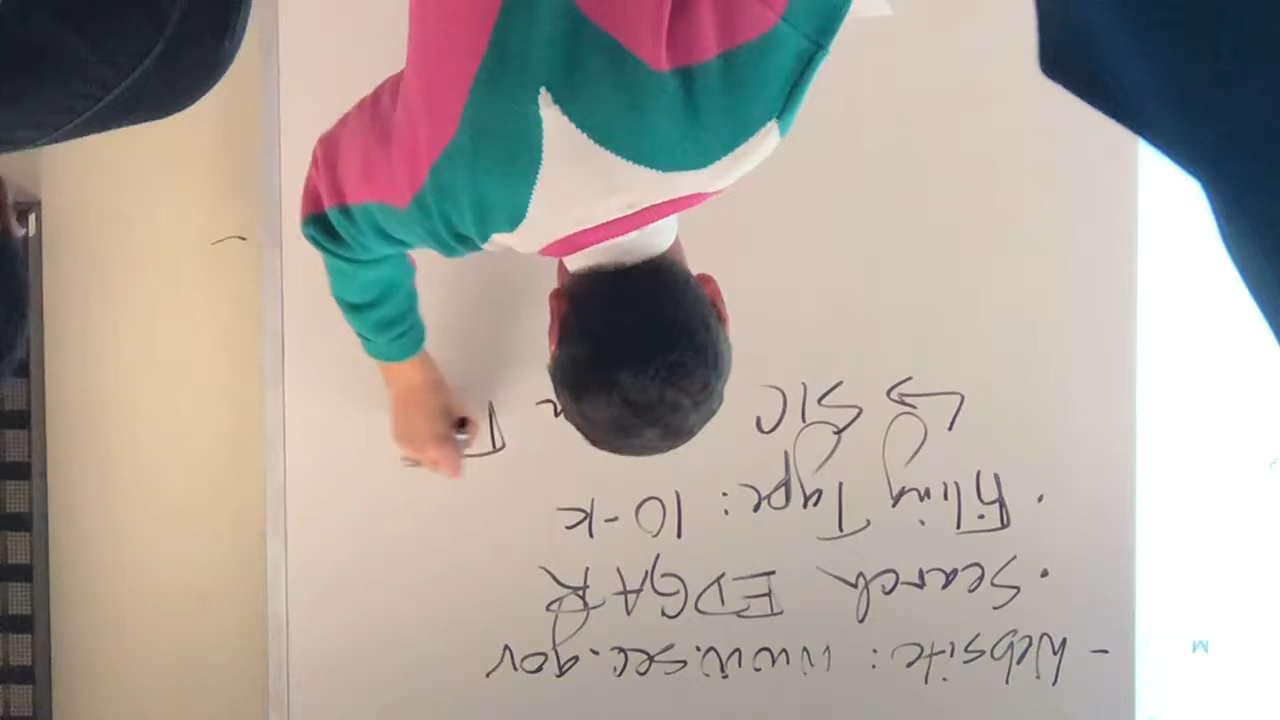 - Website: www.sec.gov
• Search EDGAR
• Filing Type: 10-k
↳ SIC
M